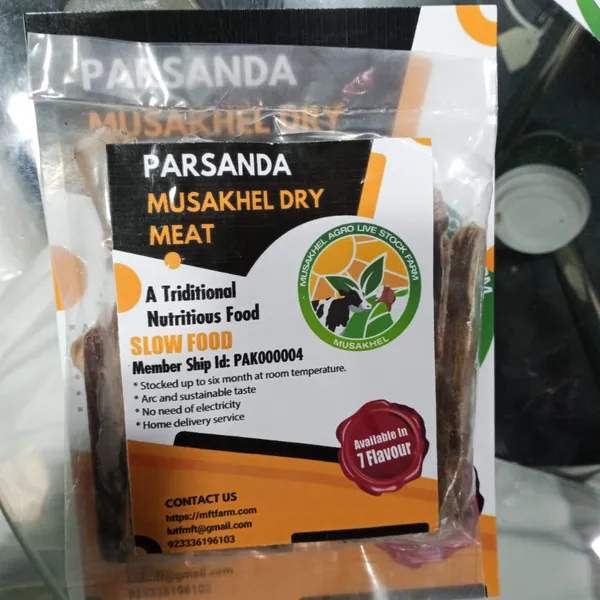 PARSANDA
MUSAKHEL DRY
PARSANDA
MUSAKHEL DRY
MEAT
MUSAKHEL AGRO LIVE STOCK FARM
MUSAKHEL
A Triditional
Nutritious Food
SLOW FOOD
Member Ship Id: PAK000004
* Stocked up to six month at room temperature.
* Arc and sustainable taste
* No need of electricity
* Home delivery service
Available In
7 Flavour
CONTACT US
https://mftfarm.com
lutfmft@gmail.com
923336196103
@gmail.com